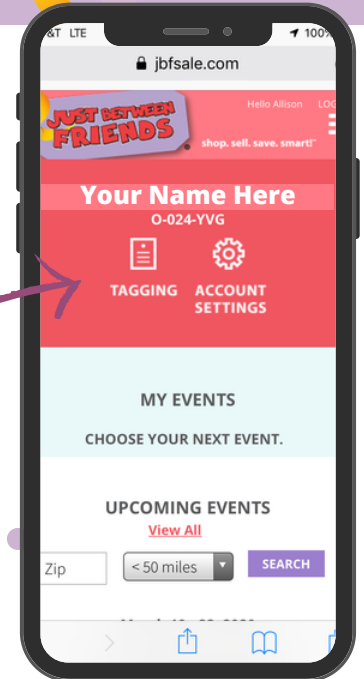 &T LTE
100%
jbfsale.com
JUST BETWEEN
FRIENDS
Hello Allison LOG
shop. sell. save. smart!™
Your Name Here
O-024-YVG
TAGGING
ACCOUNT
SETTINGS
MY EVENTS
CHOOSE YOUR NEXT EVENT.
UPCOMING EVENTS
View All
Zip
< 50 miles
SEARCH